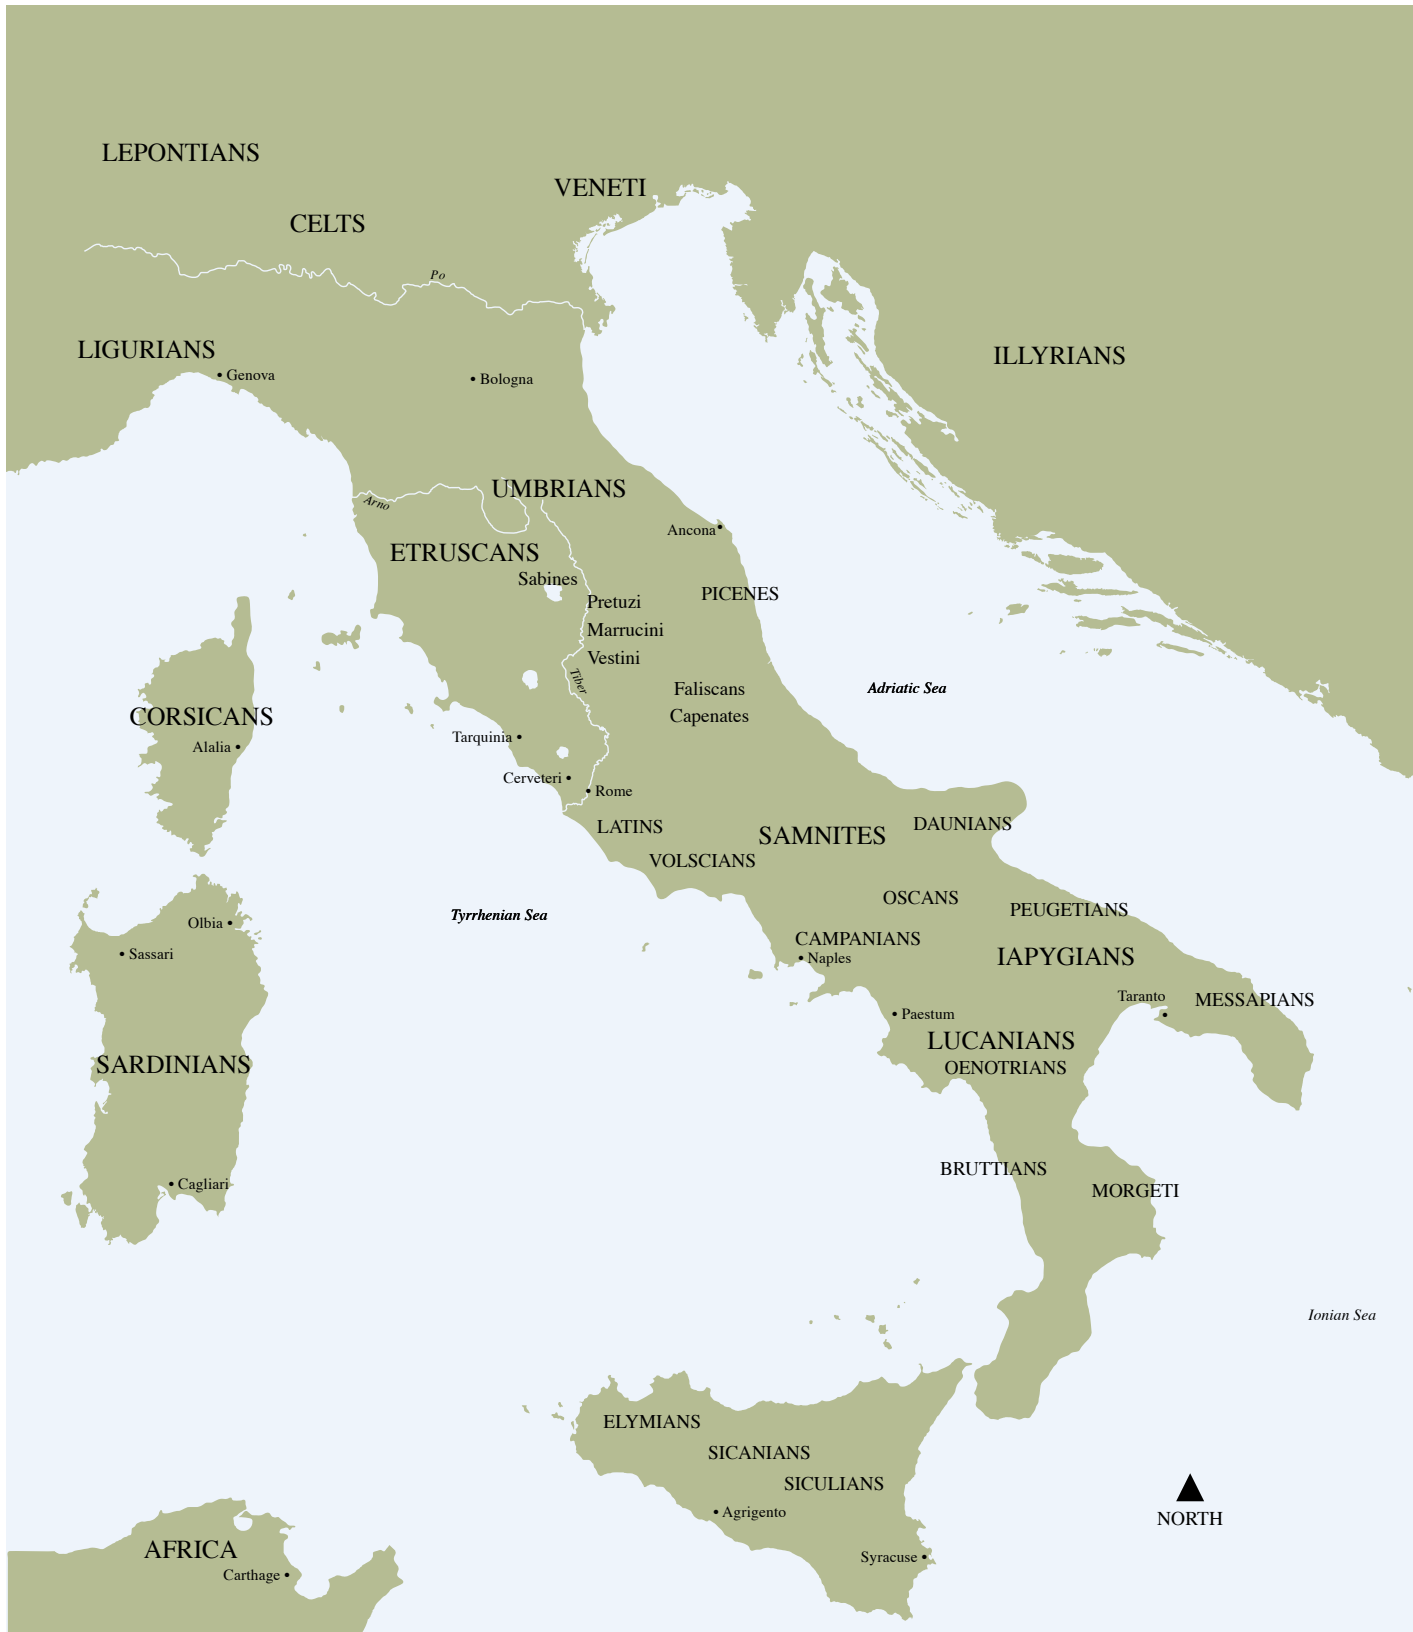 LEPONTIANS
VENETI
CELTS
Po
LIGURIANS
ILLYRIANS
Genova
Bologna
UMBRIANS
Arno
Ancona
ETRUSCANS
Sabines
PICENES
Pretuzi
Marrucini
Vestini
Tiber
Faliscans
Adriatic Sea
CORSICANS
Capenates
Alalia
Tarquinia
Cerveteri
Rome
LATINS
SAMNITES
DAUNIANS
VOLSCIANS
OSCANS
PEUGETIANS
Tyrrhenian Sea
Olbia
CAMPANIANS
Sassari
Naples
IAPYGIANS
Taranto
MESSAPIANS
Paestum
LUCANIANS
SARDINIANS
OENOTRIANS
BRUTTIANS
Cagliari
MORGETI
Ionian Sea
ELYMIANS
SICANIANS
SICULIANS
Agrigento
NORTH
AFRICA
Syracuse
Carthage